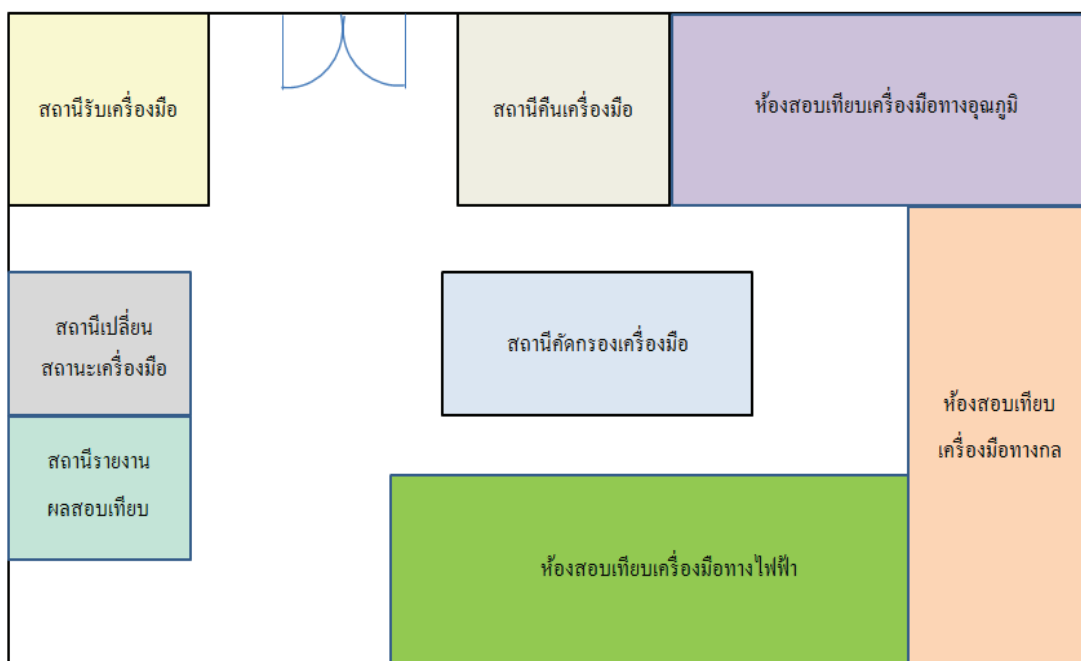 สถานีรับเครื่องมือ
สถานีคืนเครื่องมือ
ห้องสอบเทียบเครื่องมือทางอุณภูมิ
สถานีเปลี่ยน
สถานะเครื่องมือ
สถานีคัดกรองเครื่องมือ
ห้องสอบเทียบ
เครื่องมือทางกล
สถานีรายงาน
ผลสอบเทียบ
ห้องสอบเทียบเครื่องมือทางไฟฟ้า